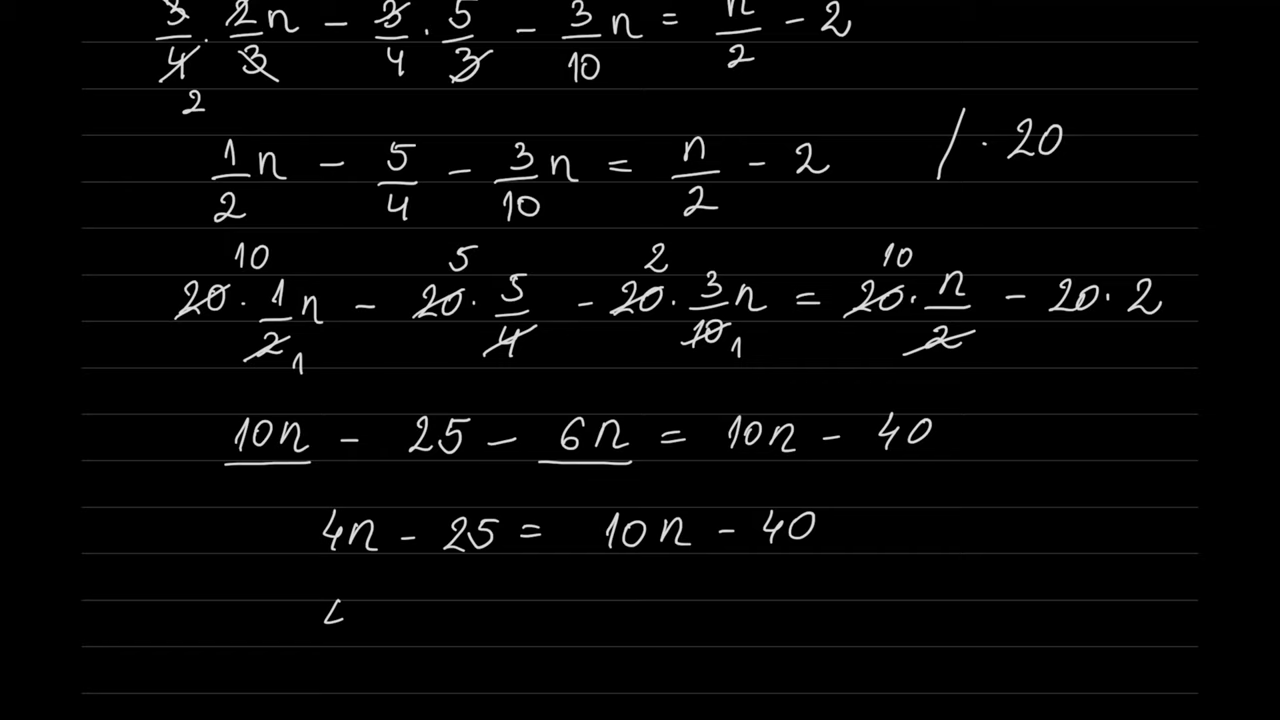 3/4 · 2/3 n - 3/4 · 5/3 - 3/10 n = n/2 - 2
2
1/2 n - 5/4 - 3/10 n = n/2 - 2 / · 20
10 5 2 10
20 · 1/2 n - 20 · 5/4 - 20 · 3/10 n = 20 · n/2 - 20 · 2
1 1
10n - 25 - 6n = 10n - 40
4n - 25 = 10n - 40